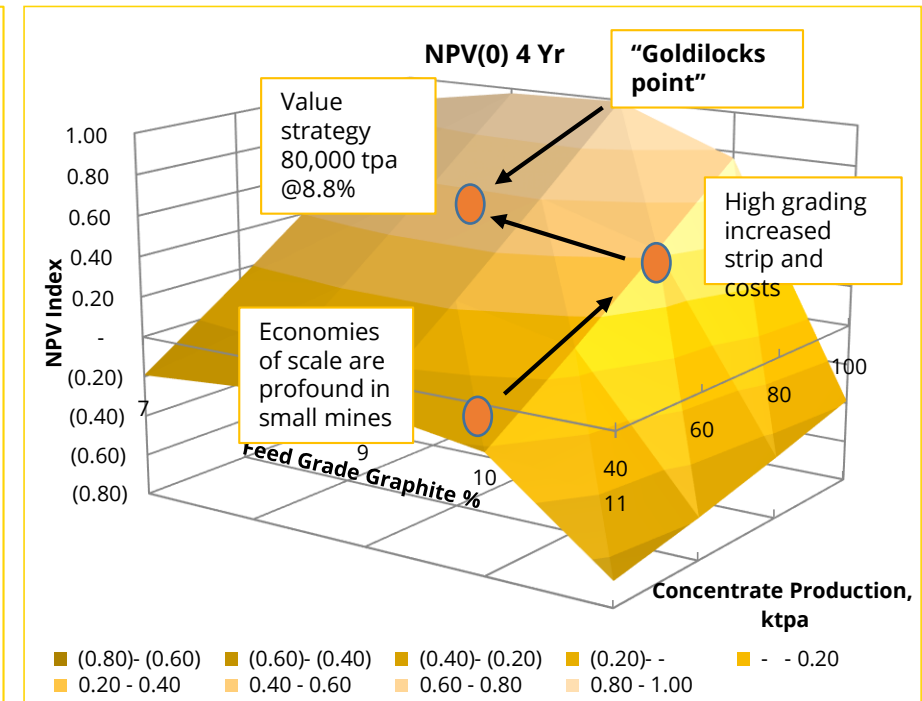 NPV(0) 4 Yr
“Goldilocks
point”
Value
strategy
80,000 tpa
@8.8%
High grading
increased
strip and
costs
Economies
of scale are
profound in
small mines
NPV Index
1.00
0.80
0.60
0.40
0.20
-
(0.20)
(0.40)
(0.60)
(0.80)
7
9
10
11
Feed Grade Graphite %
40
60
80
100
Concentrate Production,
ktpa
(0.80)- (0.60)
(0.60)- (0.40)
(0.40)- (0.20)
(0.20)- -
- - 0.20
0.20 - 0.40
0.40 - 0.60
0.60 - 0.80
0.80 - 1.00